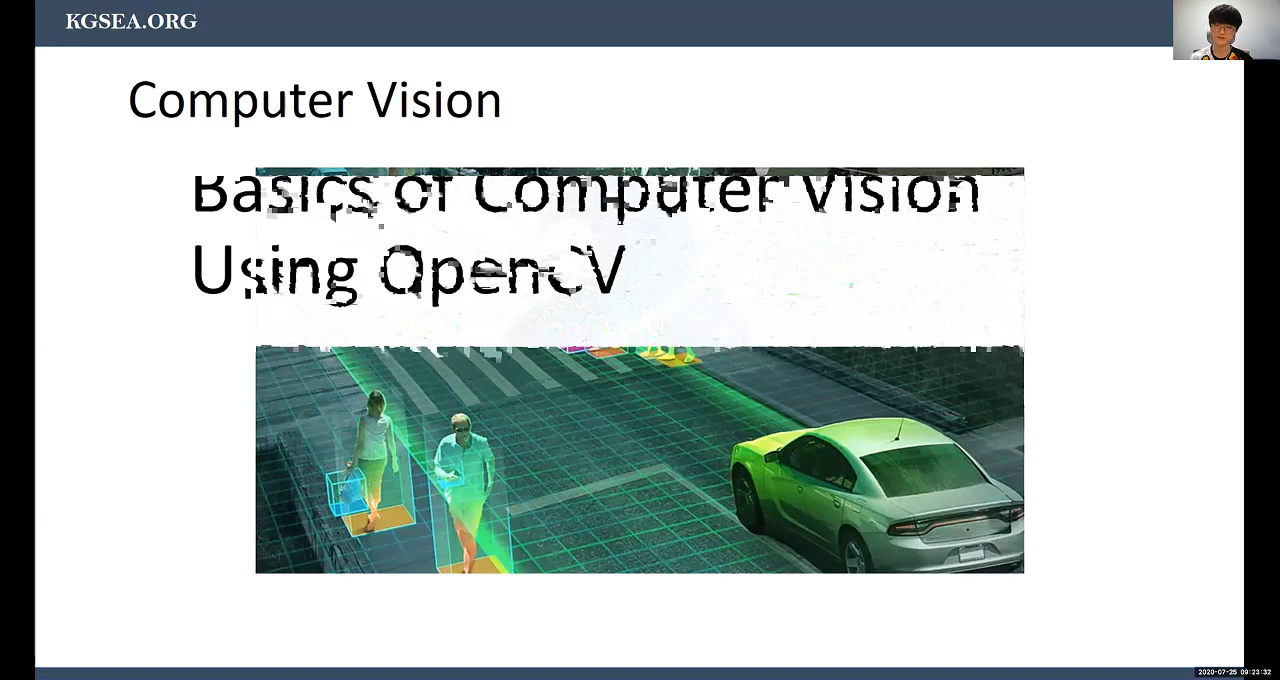 KGSEA.ORG
Computer Vision
Basics of Computer Vision
Using OpenCV
2020-07-25 09:23:32